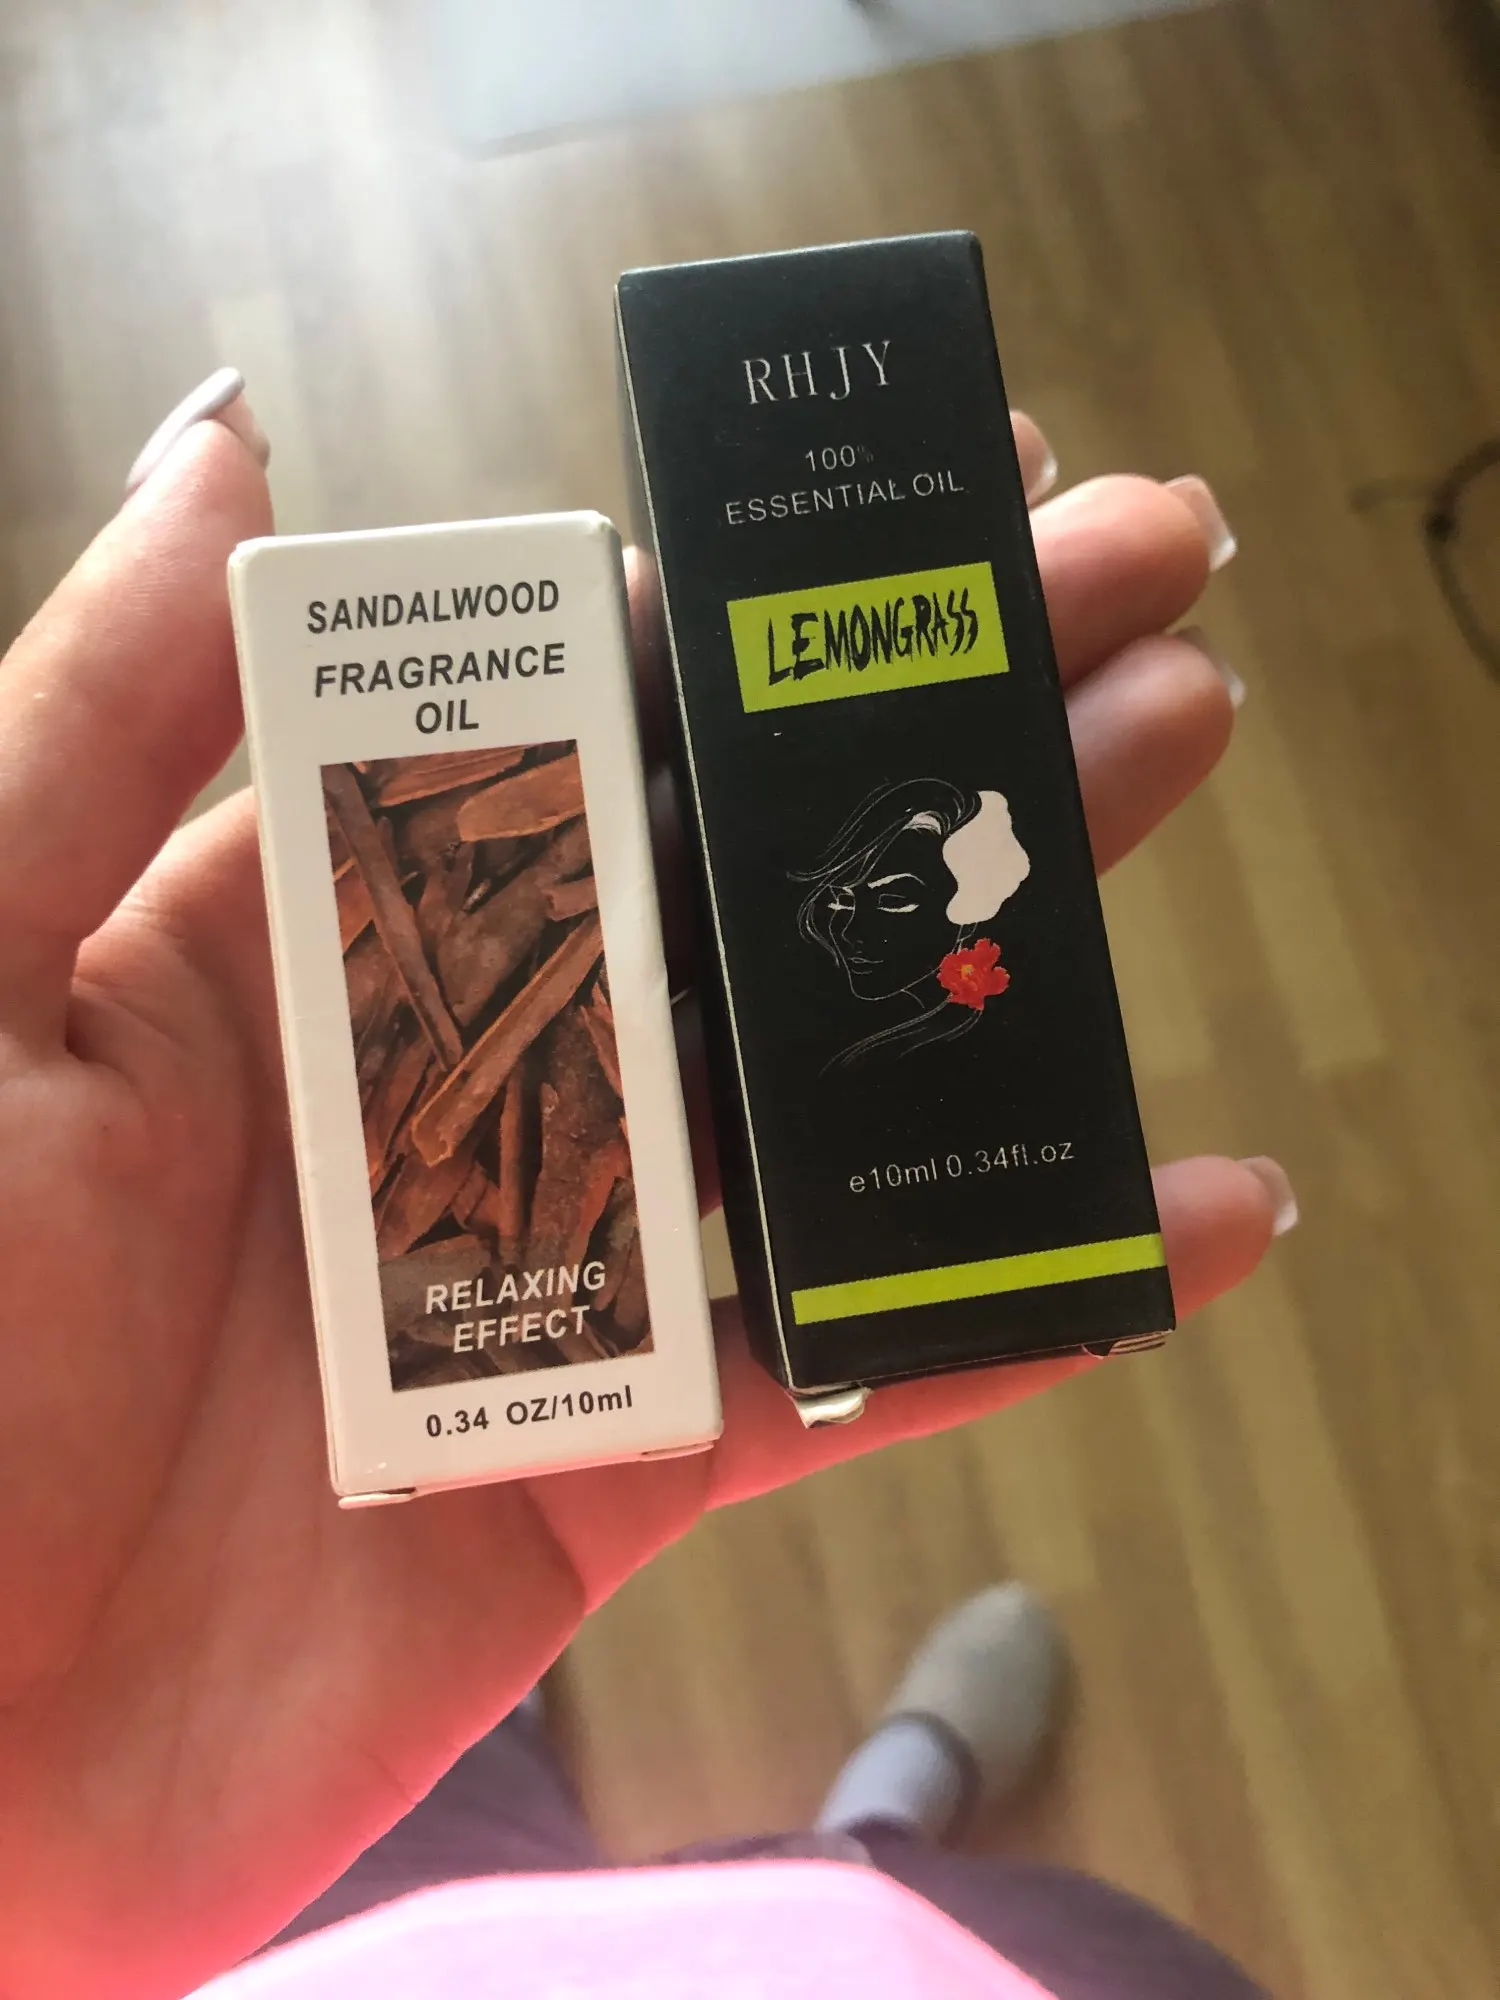 SANDALWOOD
FRAGRANCE
OIL
RELAXING
EFFECT
0.34 OZ/10ml
RHJY
100%
ESSENTIAL OIL
LEMONGRASS
e10ml 0.34fl.oz